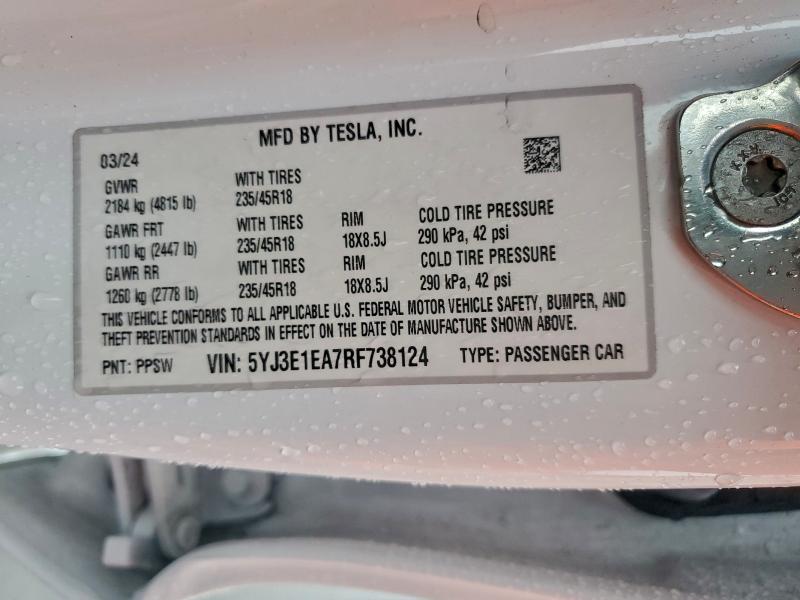 MFD BY TESLA, INC.
03/24
GVWR WITH TIRES
2184 kg (4815 lb) 235/45R18
GAWR FRT WITH TIRES RIM COLD TIRE PRESSURE
1110 kg (2447 lb) 235/45R18 18X8.5J 290 kPa, 42 psi
GAWR RR WITH TIRES RIM COLD TIRE PRESSURE
1260 kg (2778 lb) 235/45R18 18X8.5J 290 kPa, 42 psi
THIS VEHICLE CONFORMS TO ALL APPLICABLE U.S. FEDERAL MOTOR VEHICLE SAFETY, BUMPER, AND
THEFT PREVENTION STANDARDS IN EFFECT ON THE DATE OF MANUFACTURE SHOWN ABOVE.
PNT: PPSW VIN: 5YJ3E1EA7RF738124 TYPE: PASSENGER CAR